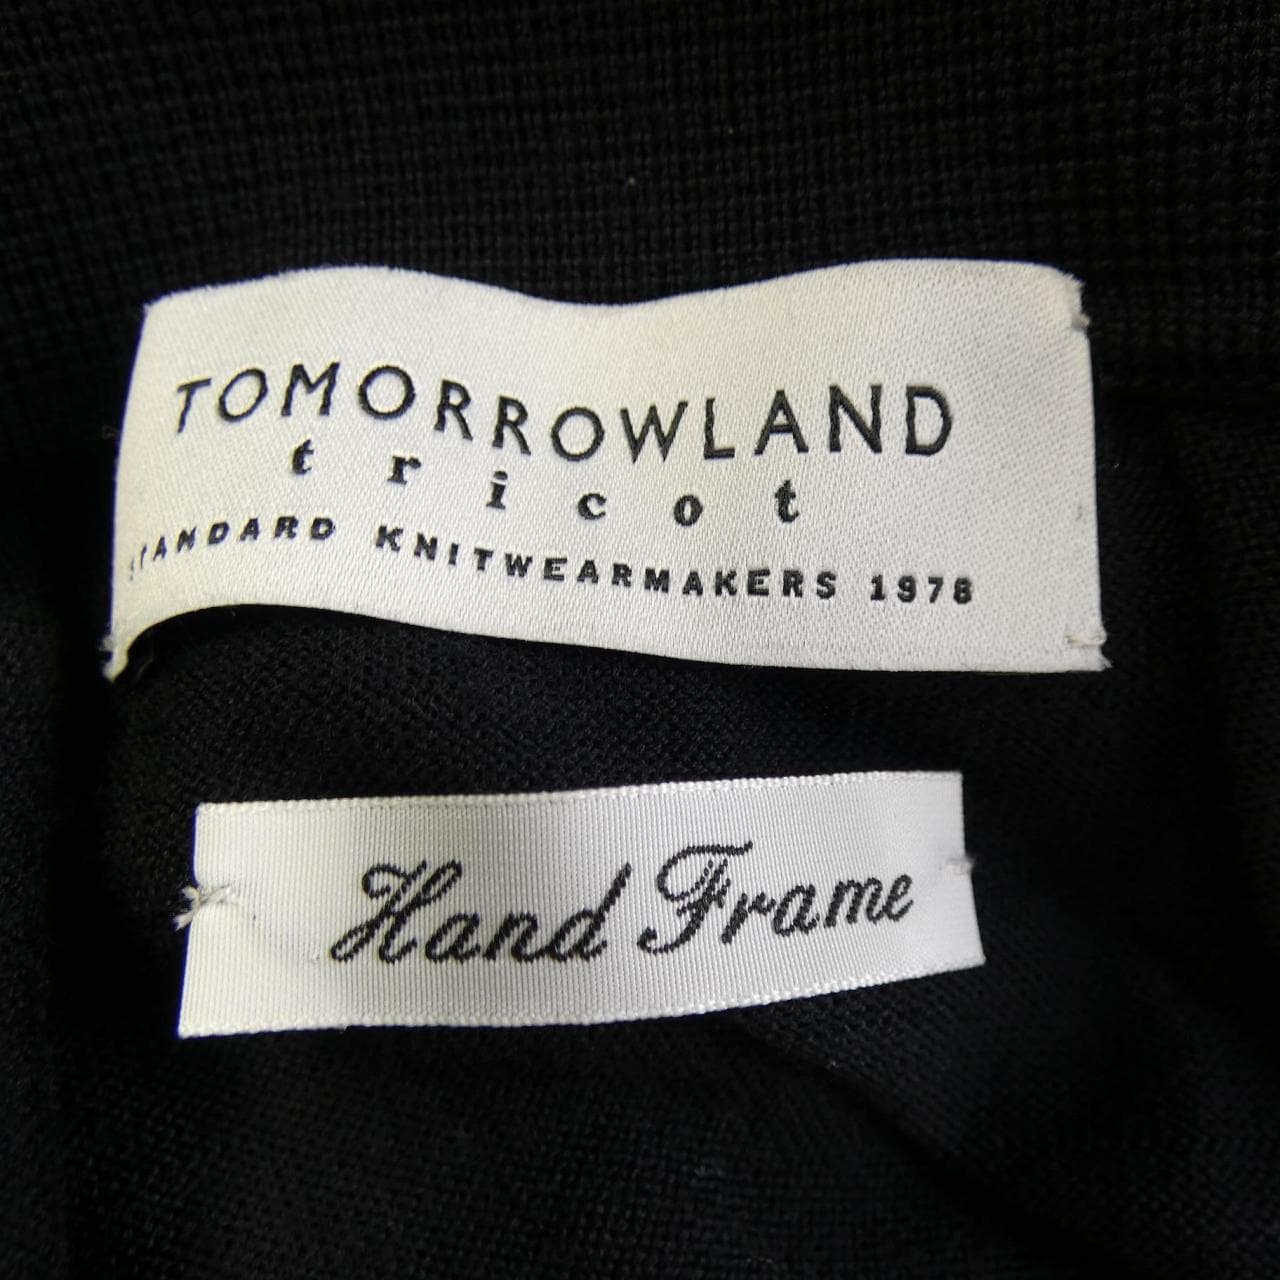 TOMORROWLAND
tricot
STANDARD KNITWEARMAKERS 1978
Hand Frame